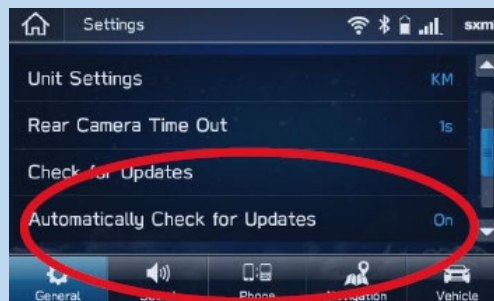 Settings
sxm
Unit Settings KM
Rear Camera Time Out 1s
Check for Updates
Automatically Check for Updates On
General Sound Phone Navigation Vehicle